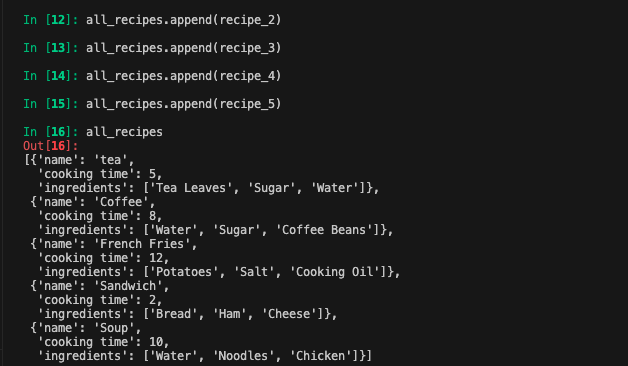 In [12]: all_recipes.append(recipe_2)
In [13]: all_recipes.append(recipe_3)
In [14]: all_recipes.append(recipe_4)
In [15]: all_recipes.append(recipe_5)
In [16]: all_recipes
Out[16]:
[{'name': 'tea',
  'cooking time': 5,
  'ingredients': ['Tea Leaves', 'Sugar', 'Water']},
 {'name': 'Coffee',
  'cooking time': 8,
  'ingredients': ['Water', 'Sugar', 'Coffee Beans']},
 {'name': 'French Fries',
  'cooking time': 12,
  'ingredients': ['Potatoes', 'Salt', 'Cooking Oil']},
 {'name': 'Sandwich',
  'cooking time': 2,
  'ingredients': ['Bread', 'Ham', 'Cheese']},
 {'name': 'Soup',
  'cooking time': 10,
  'ingredients': ['Water', 'Noodles', 'Chicken']}]